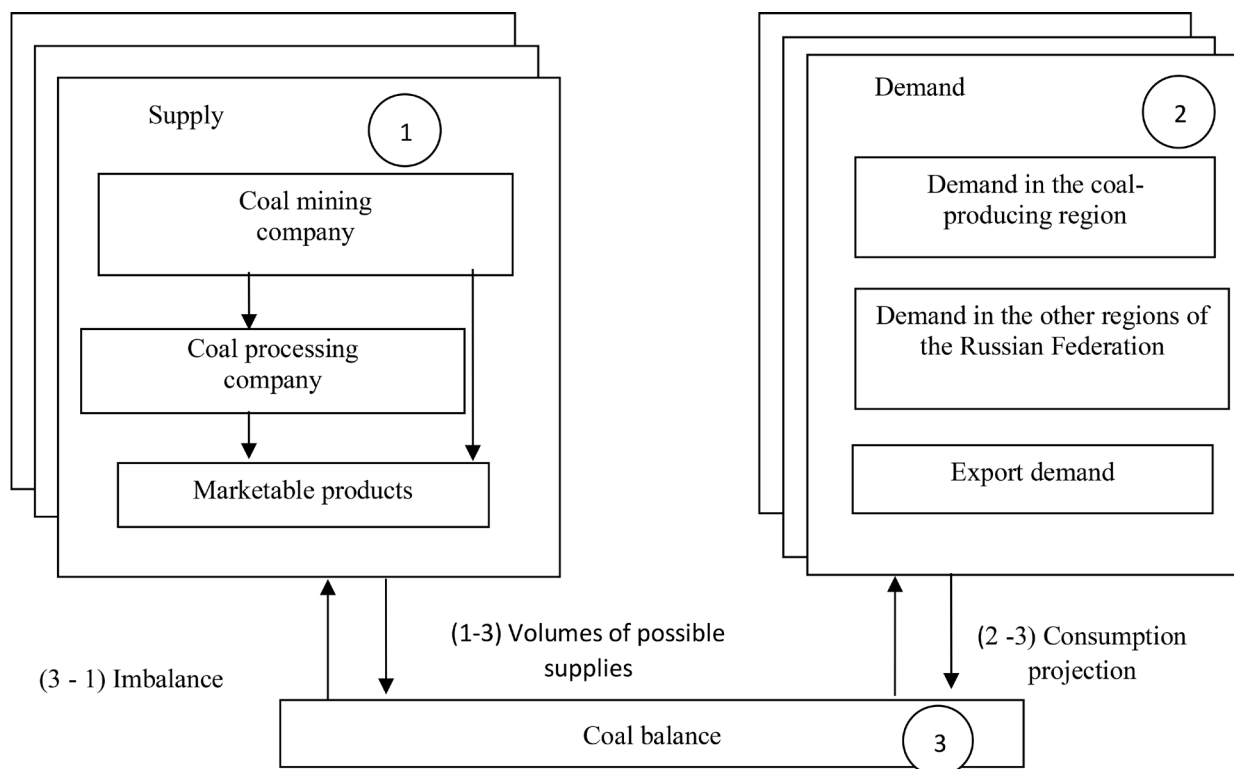 Supply
1
Coal mining
company
Coal processing
company
Marketable products
Demand
2
Demand in the coal-
producing region
Demand in the other regions of
the Russian Federation
Export demand
(3 - 1) Imbalance
(1-3) Volumes of possible
supplies
(2 -3) Consumption
projection
Coal balance
3